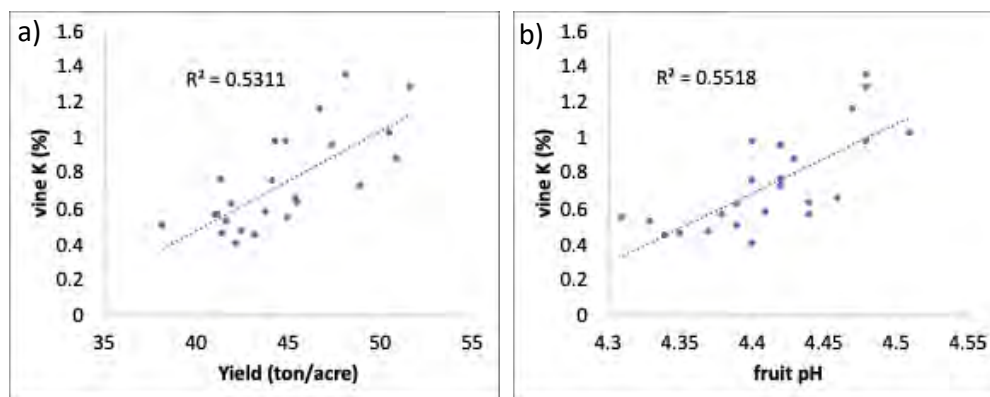 a)
R² = 0.5311
vine K (%)
1.6
1.4
1.2
1
0.8
0.6
0.4
0.2
0
35 40 45 50 55
Yield (ton/acre)
b)
R² = 0.5518
vine K (%)
1.6
1.4
1.2
1
0.8
0.6
0.4
0.2
0
4.3 4.35 4.4 4.45 4.5 4.55
fruit pH